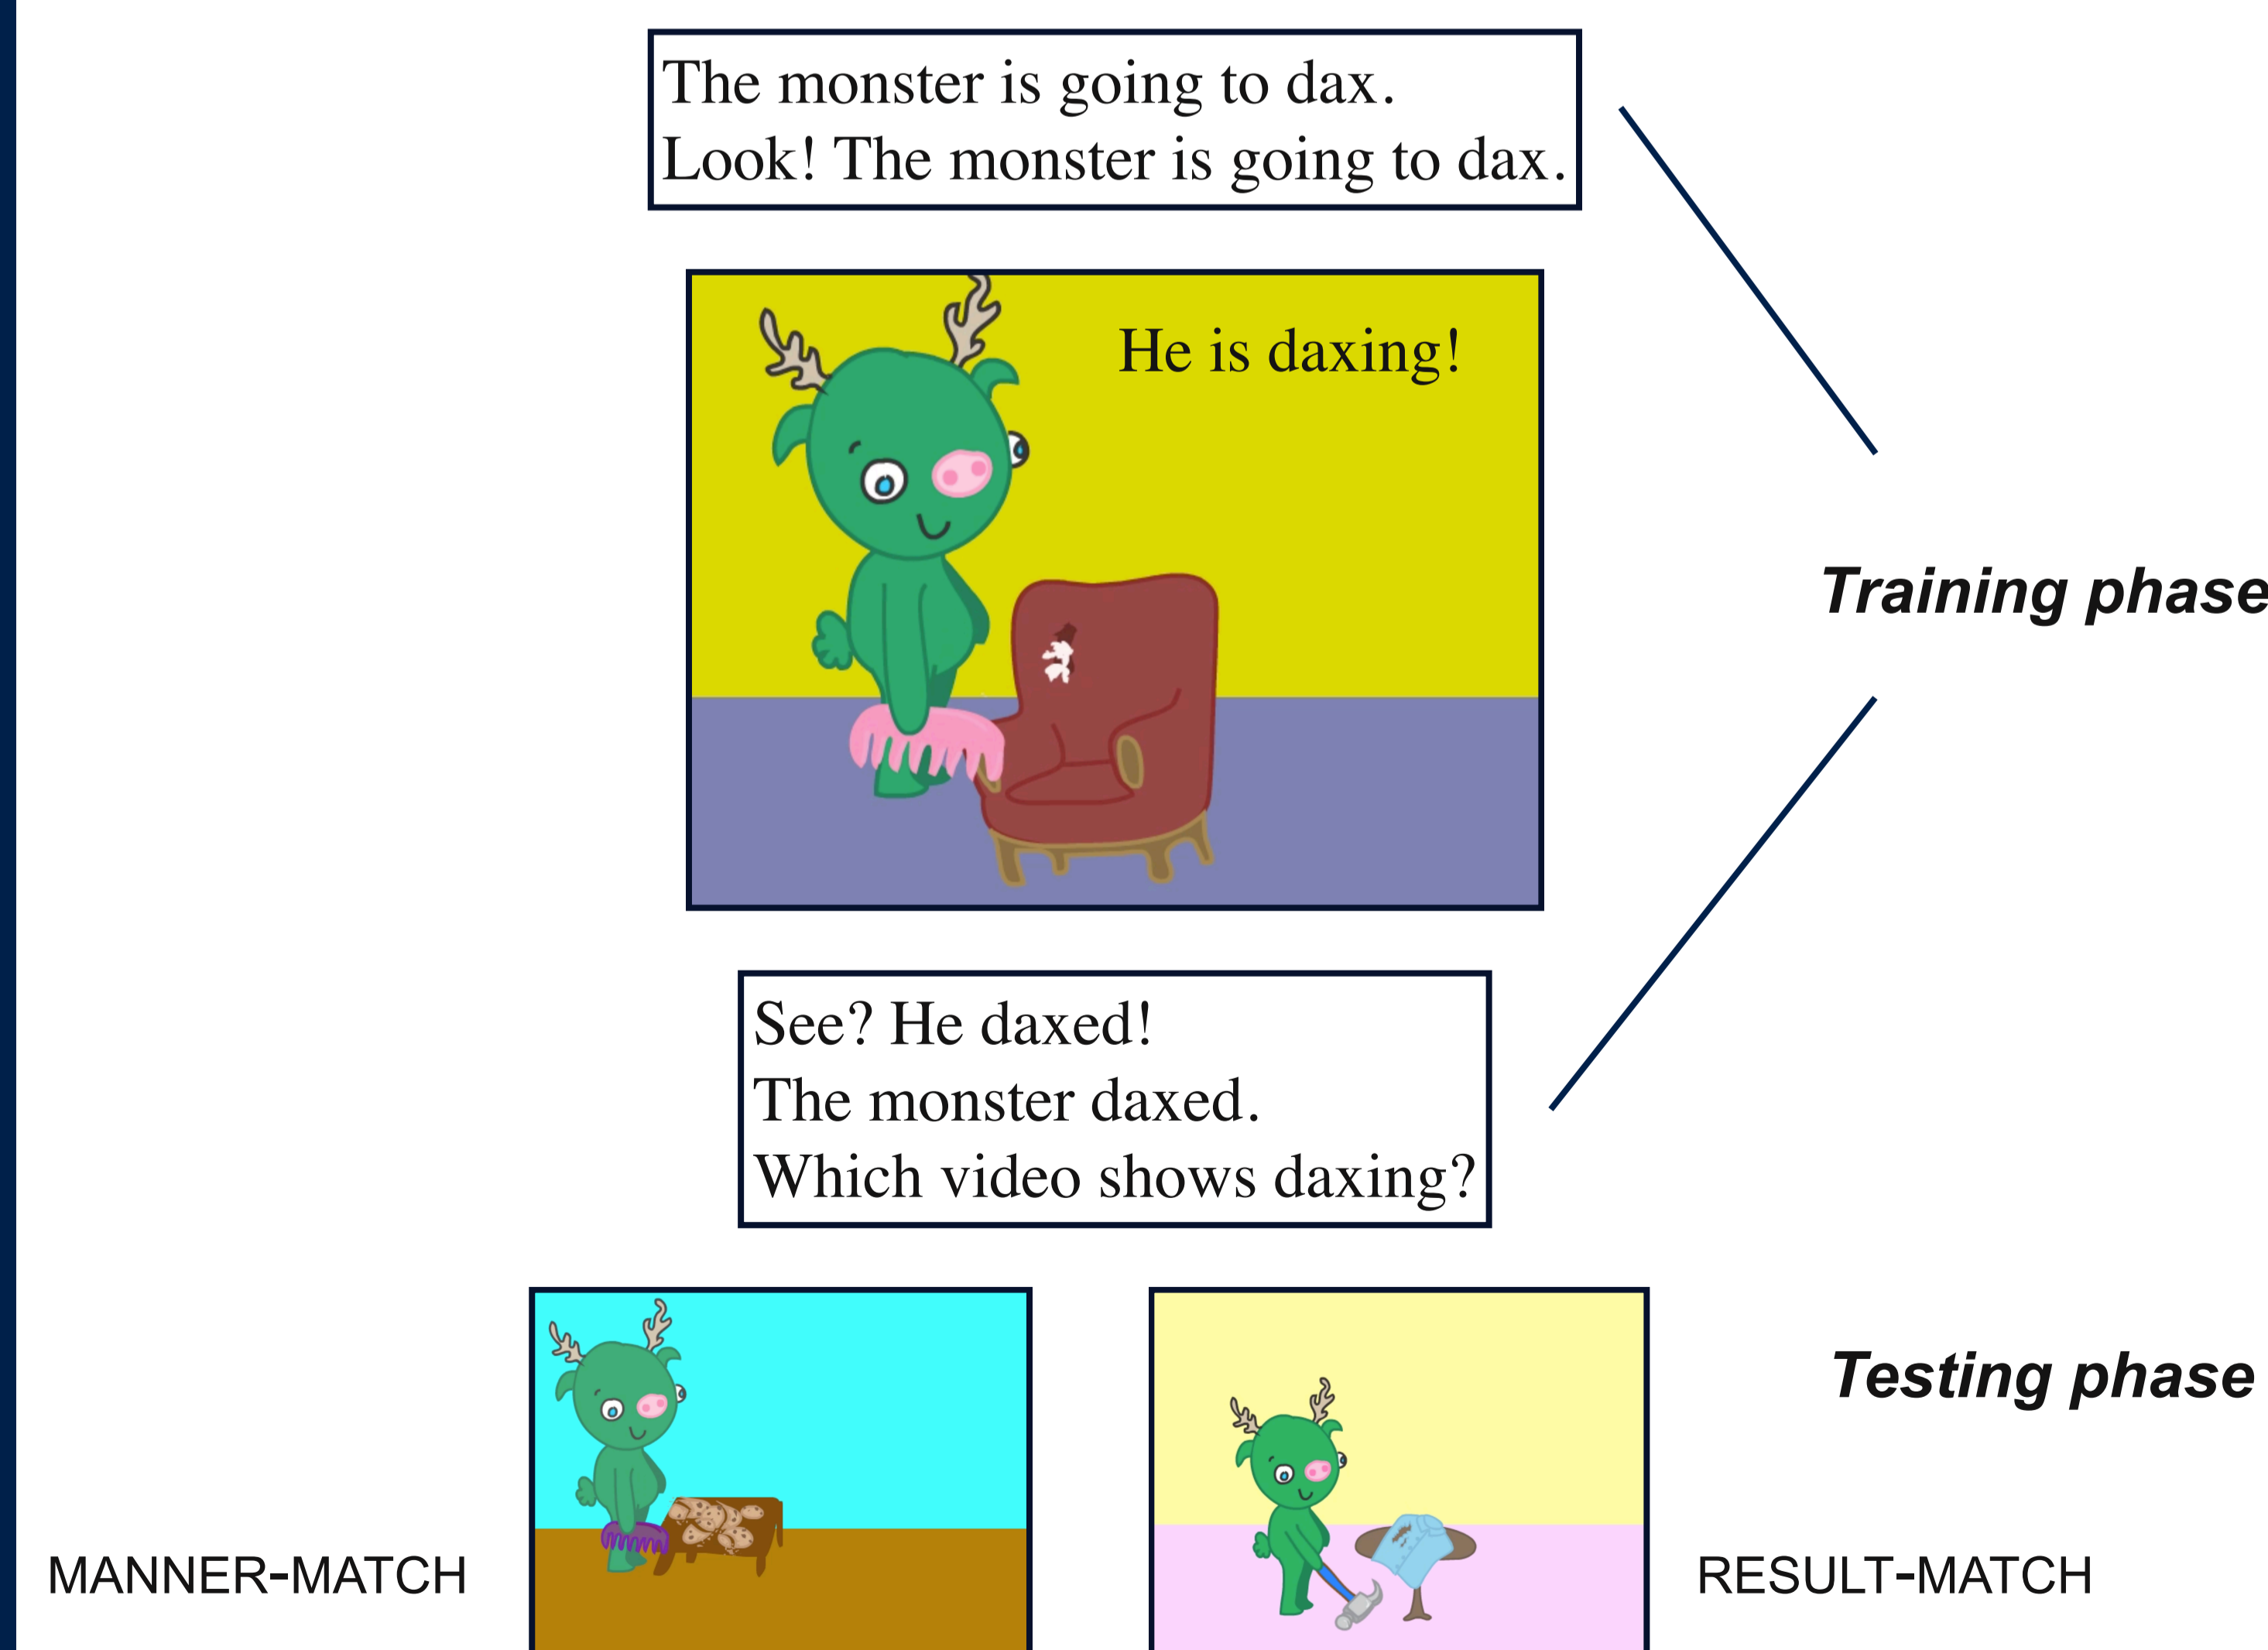 The monster is going to dax.
Look! The monster is going to dax.
He is daxing!
Training phase
See? He daxed!
The monster daxed.
Which video shows daxing?
Testing phase
MANNER-MATCH
RESULT-MATCH